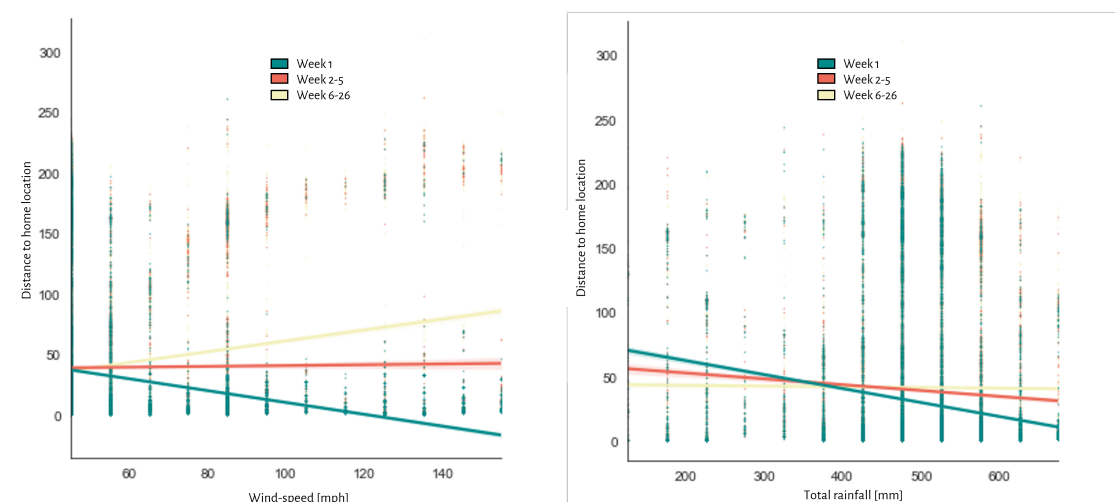 300
250
200
150
100
50
0
Distance to home location
Week 1
Week 2-5
Week 6-26
60 80 100 120 140
Wind-speed [mph]
300
250
200
150
100
50
0
Distance to home location
Week 1
Week 2-5
Week 6-26
200 300 400 500 600
Total rainfall [mm]